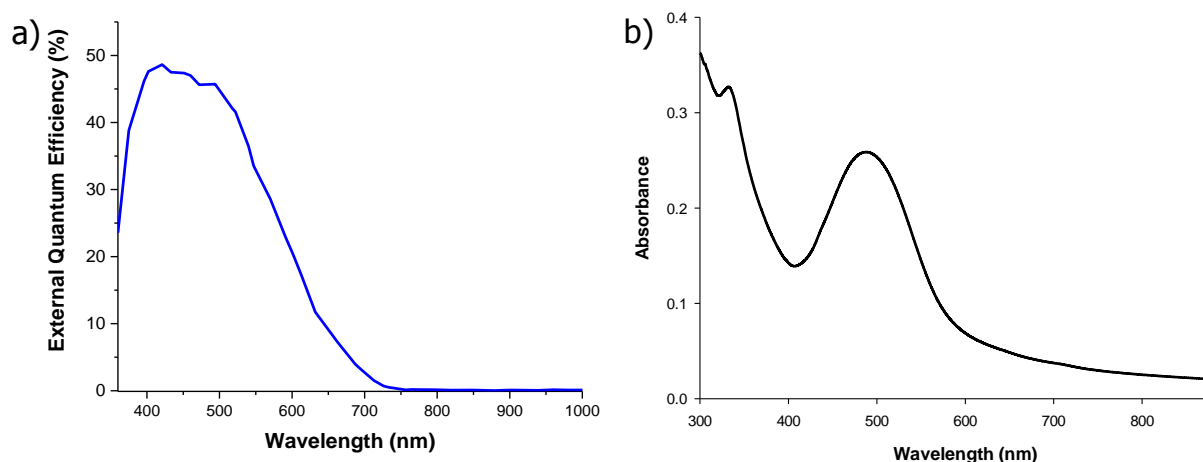 a)
External Quantum Efficiency (%)
50
40
30
20
10
0
400 500 600 700 800 900 1000
Wavelength (nm)
b)
Absorbance
0.4
0.3
0.2
0.1
0.0
300 400 500 600 700 800
Wavelength (nm)